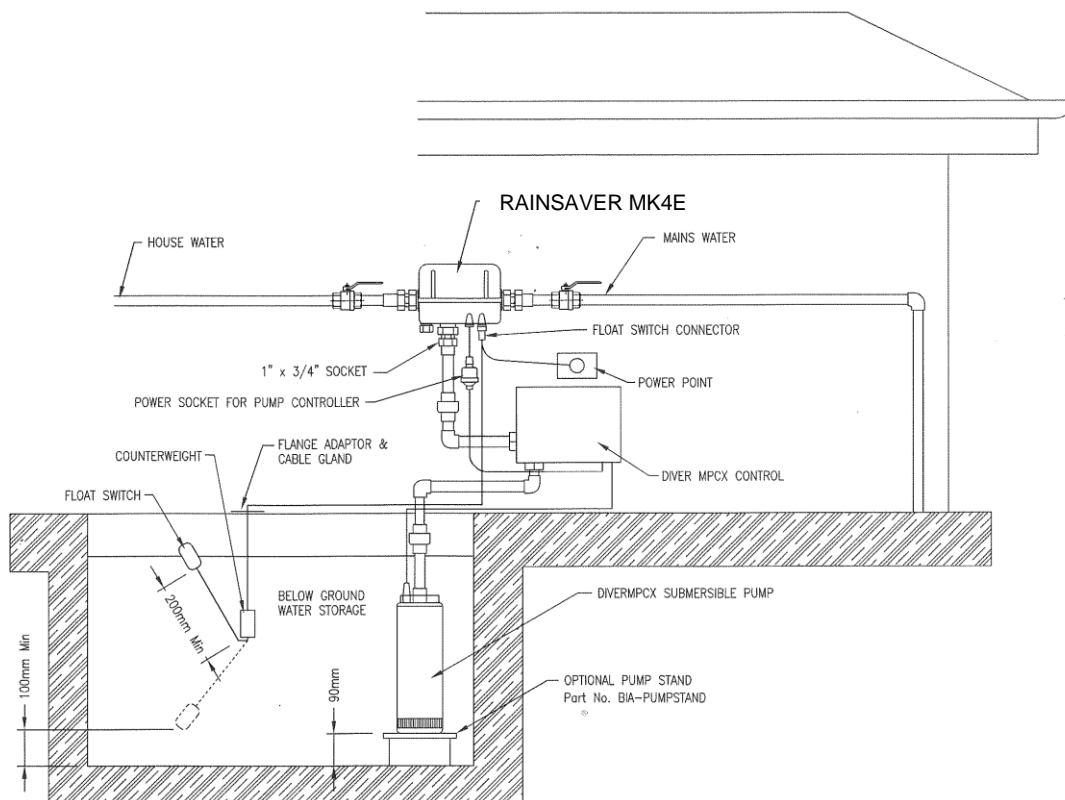 RAINSAVER MK4E
HOUSE WATER
MAINS WATER
FLOAT SWITCH CONNECTOR
1" x 3/4" SOCKET
POWER POINT
POWER SOCKET FOR PUMP CONTROLLER
FLANGE ADAPTOR &
CABLE GLAND
COUNTERWEIGHT
DIVER MPCX CONTROL
FLOAT SWITCH
200mm Min
BELOW GROUND
WATER STORAGE
DIVERMPCX SUBMERSIBLE PUMP
100mm Min
90mm
OPTIONAL PUMP STAND
Part No. BIA-PUMPSTAND